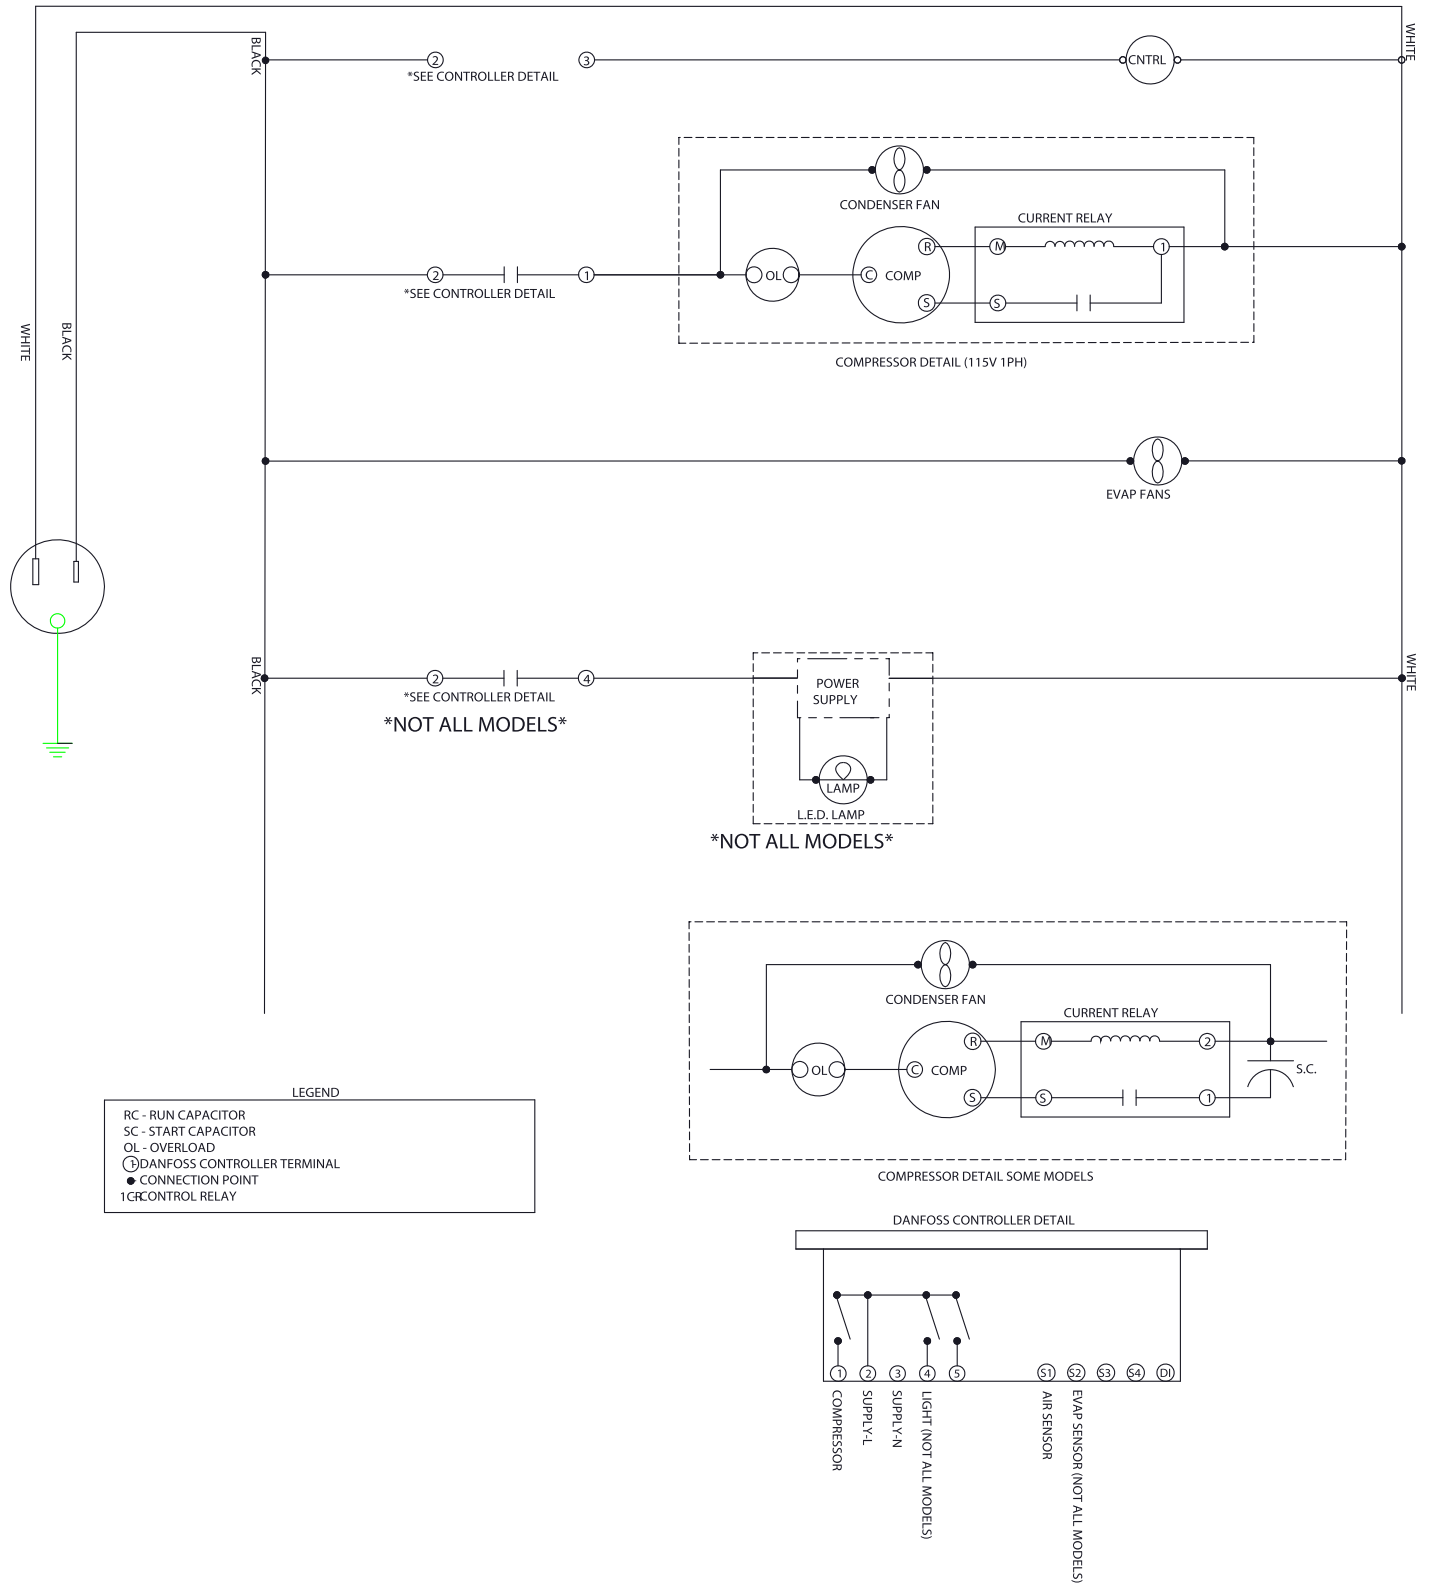 BLACK
WHITE
2
3
CNTRL
*SEE CONTROLLER DETAIL
CONDENSER FAN
CURRENT RELAY
R
M
1
2
1
OL
C
COMP
*SEE CONTROLLER DETAIL
S
S
WHITE
BLACK
COMPRESSOR DETAIL (115V 1PH)
EVAP FANS
BLACK
WHITE
2
4
POWER
SUPPLY
*SEE CONTROLLER DETAIL
*NOT ALL MODELS*
LAMP
L.E.D. LAMP
*NOT ALL MODELS*
CONDENSER FAN
CURRENT RELAY
R
M
2
OL
C
COMP
S.C.
S
S
1
COMPRESSOR DETAIL SOME MODELS
LEGEND
RC - RUN CAPACITOR
SC - START CAPACITOR
OL - OVERLOAD
1 -DANFOSS CONTROLLER TERMINAL
- CONNECTION POINT
1CR -CONTROL RELAY
DANFOSS CONTROLLER DETAIL
1
2
3
4
5
S1
S2
S3
S4
DI
COMPRESSOR
SUPPLY-L
SUPPLY-N
LIGHT (NOT ALL MODELS)
AIR SENSOR
EVAP SENSOR (NOT ALL MODELS)